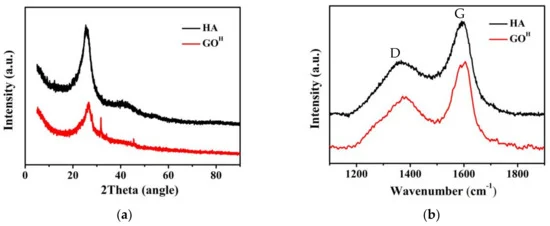 Intensity (a.u.)
HA
GO^H
0 20 40 60 80
2Theta (angle)
(a)
Intensity (a.u.)
D
G
HA
GO^H
1200 1400 1600 1800
Wavenumber (cm^-1)
(b)